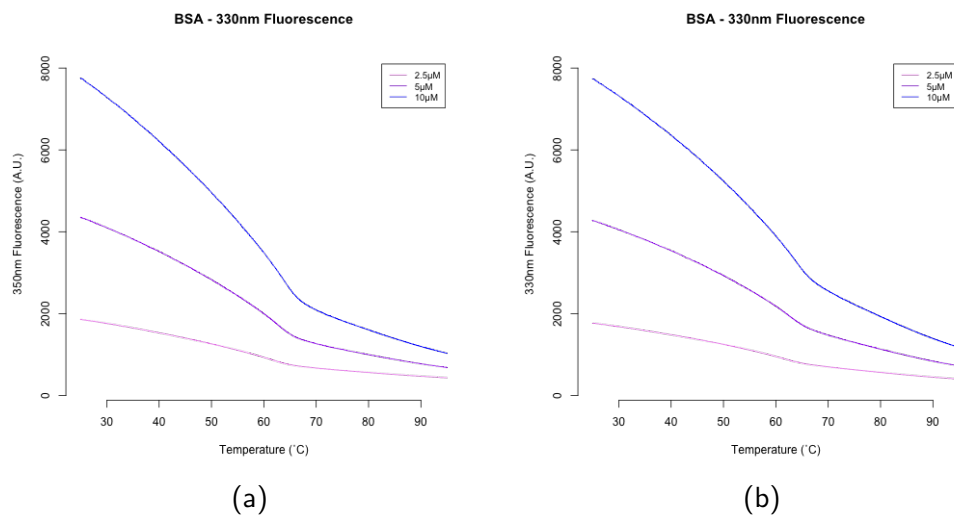 BSA - 330nm Fluorescence
350nm Fluorescence (A.U.)
8000
6000
4000
2000
0
2.5µM
5µM
10µM
30 40 50 60 70 80 90
Temperature (˚C)
(a)
BSA - 330nm Fluorescence
330nm Fluorescence (A.U.)
8000
6000
4000
2000
0
2.5µM
5µM
10µM
30 40 50 60 70 80 90
Temperature (˚C)
(b)